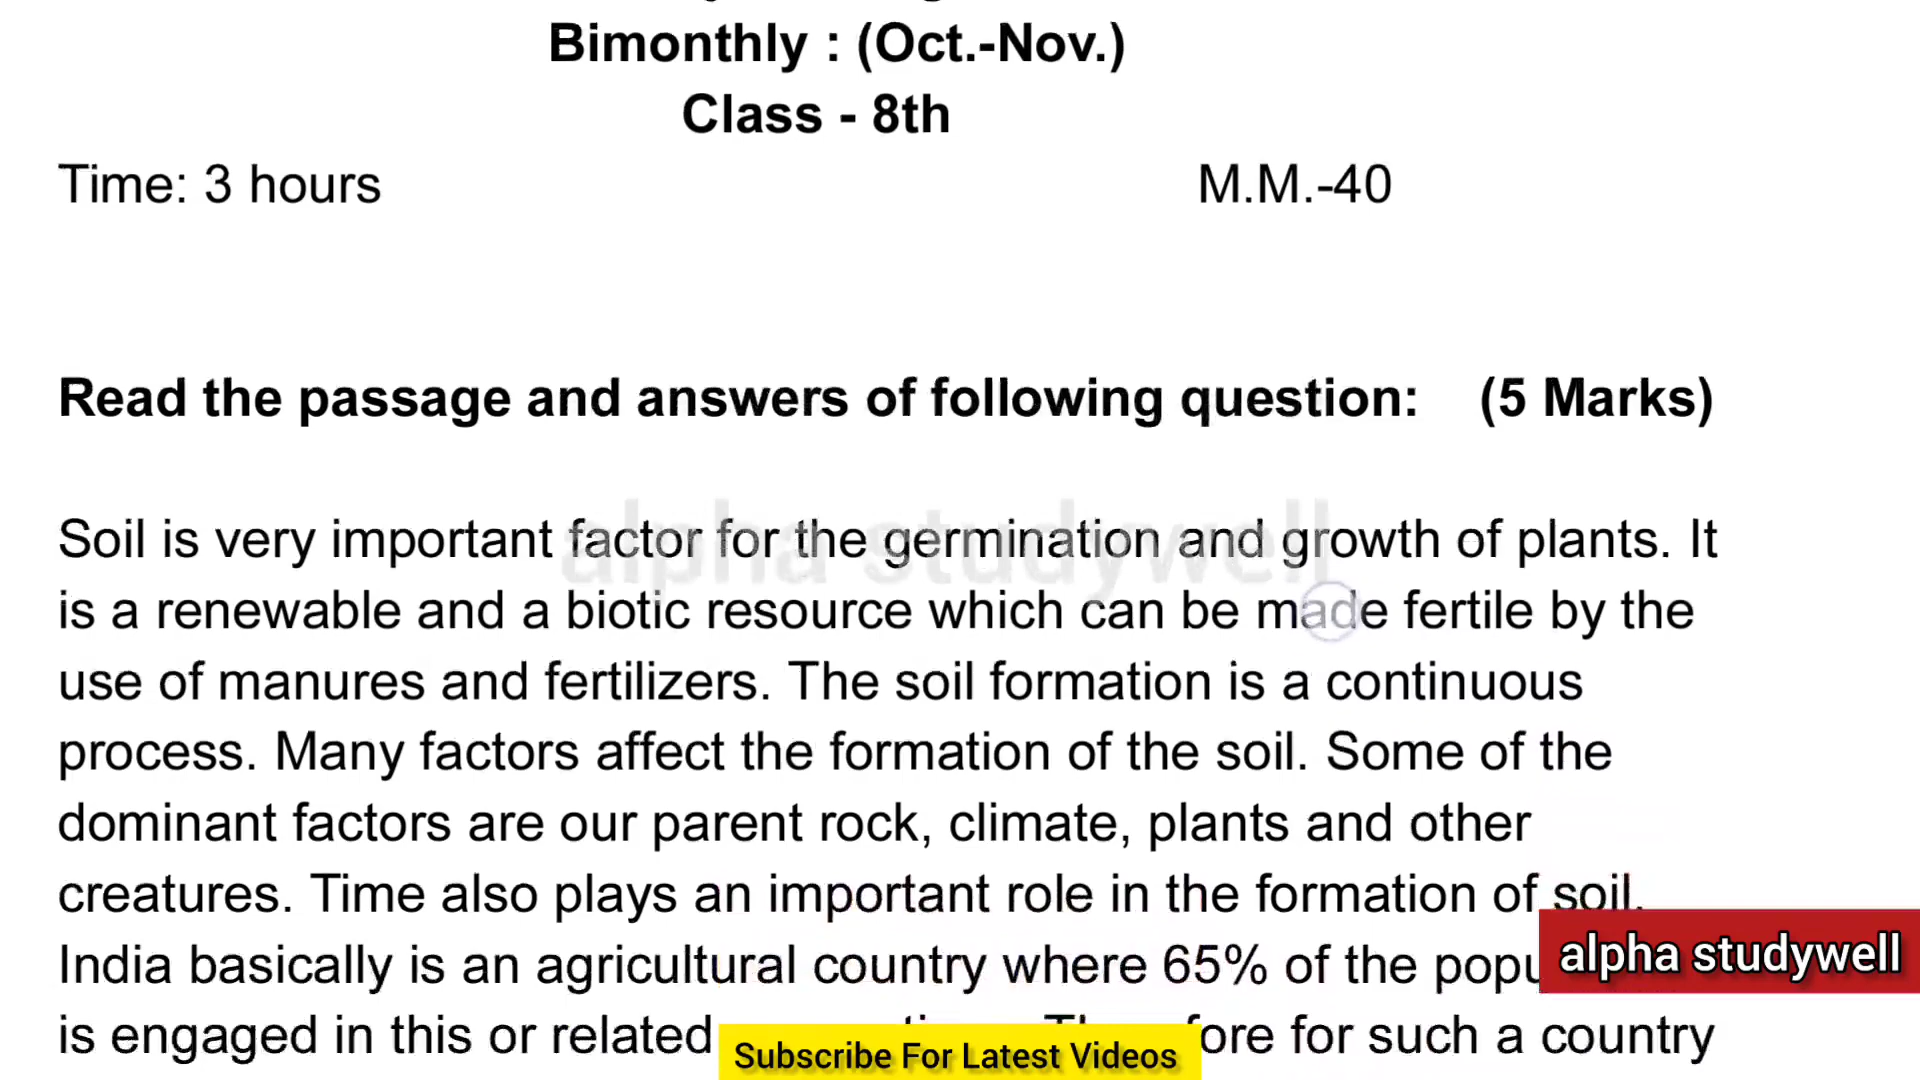 Bimonthly : (Oct.-Nov.)
Class - 8th
Time: 3 hours M.M.-40
Read the passage and answers of following question: (5 Marks)
alpha studywell
Soil is very important factor for the germination and growth of plants. It
is a renewable and a biotic resource which can be made fertile by the
use of manures and fertilizers. The soil formation is a continuous
process. Many factors affect the formation of the soil. Some of the
dominant factors are our parent rock, climate, plants and other
creatures. Time also plays an important role in the formation of soil.
India basically is an agricultural country where 65% of the
alpha studywell
is engaged in this or related for such a country
Subscribe For Latest Videos